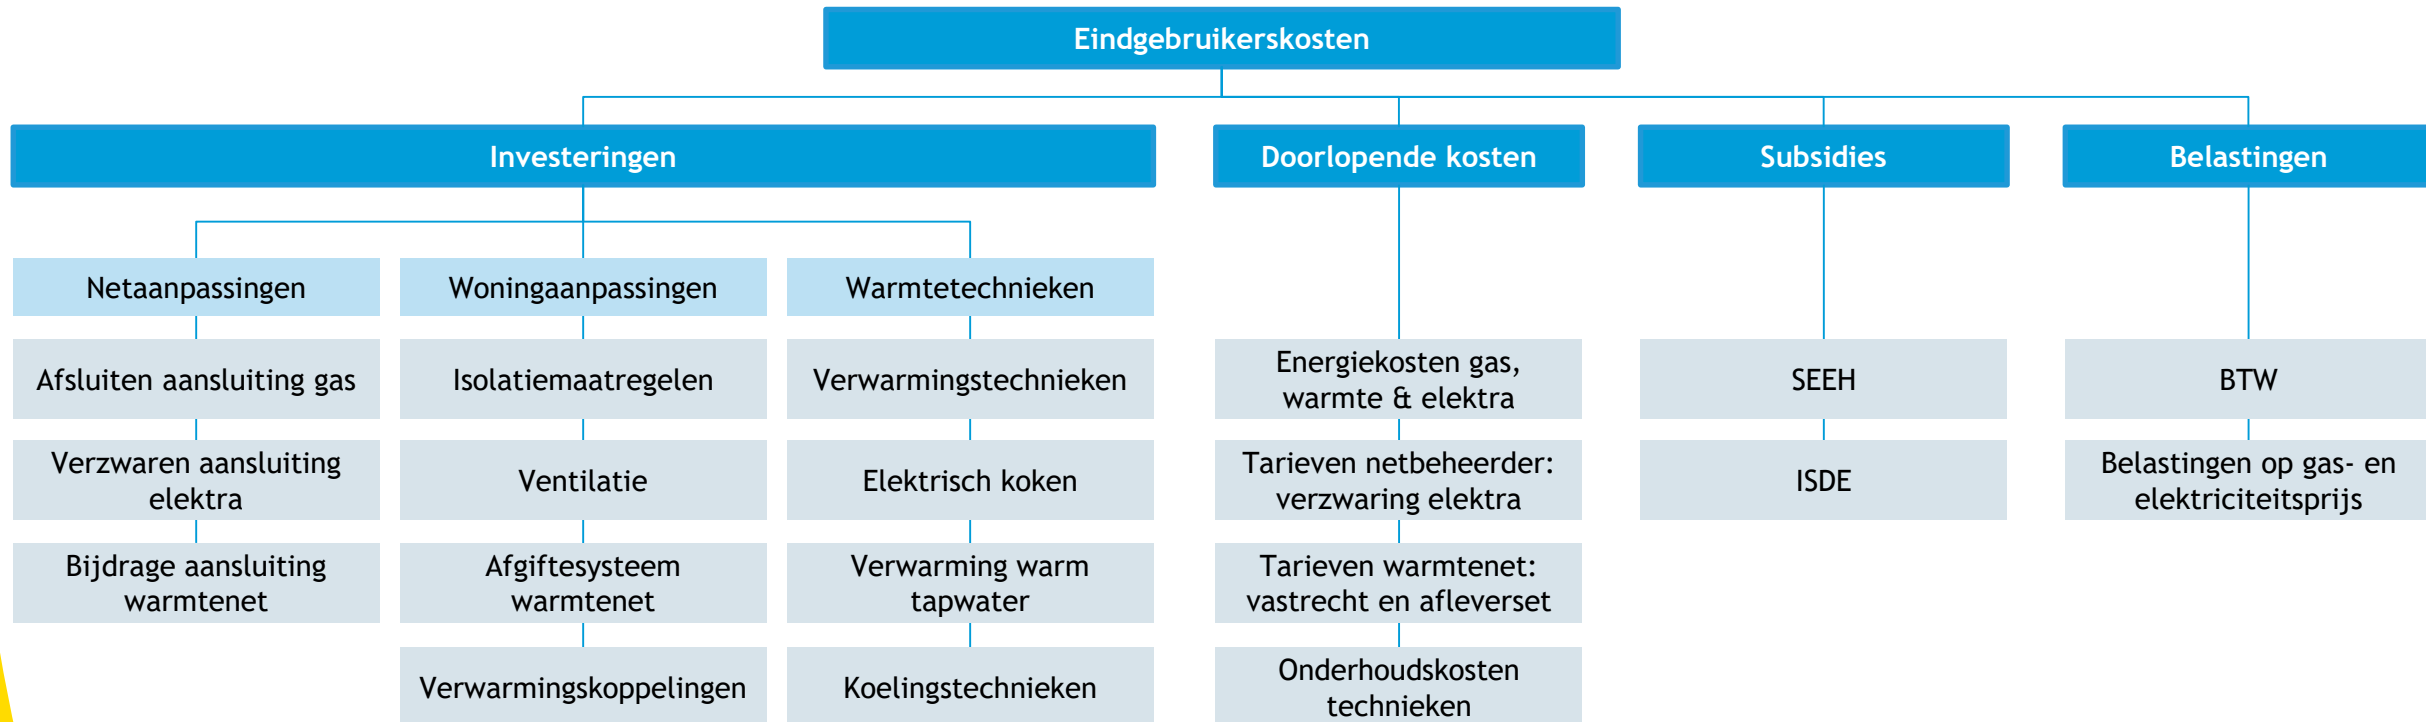 Eindgebruikerskosten
Investeringen
Doorlopende kosten
Subsidies
Belastingen
Netaanpassingen
Woningaanpassingen
Warmtetechnieken
Afsluiten aansluiting gas
Isolatiemaatregelen
Verwarmingstechnieken
Energiekosten gas,
warmte & elektra
SEEH
BTW
Verzwaren aansluiting
elektra
Ventilatie
Elektrisch koken
Tarieven netbeheerder:
verzwaring elektra
ISDE
Belastingen op gas- en
elektriciteitsprijs
Bijdrage aansluiting
warmtenet
Afgiftesysteem
warmtenet
Verwarming warm
tapwater
Tarieven warmtenet:
vastrecht en afleverset
Verwarmingskoppelingen
Koelingstechnieken
Onderhoudskosten
technieken